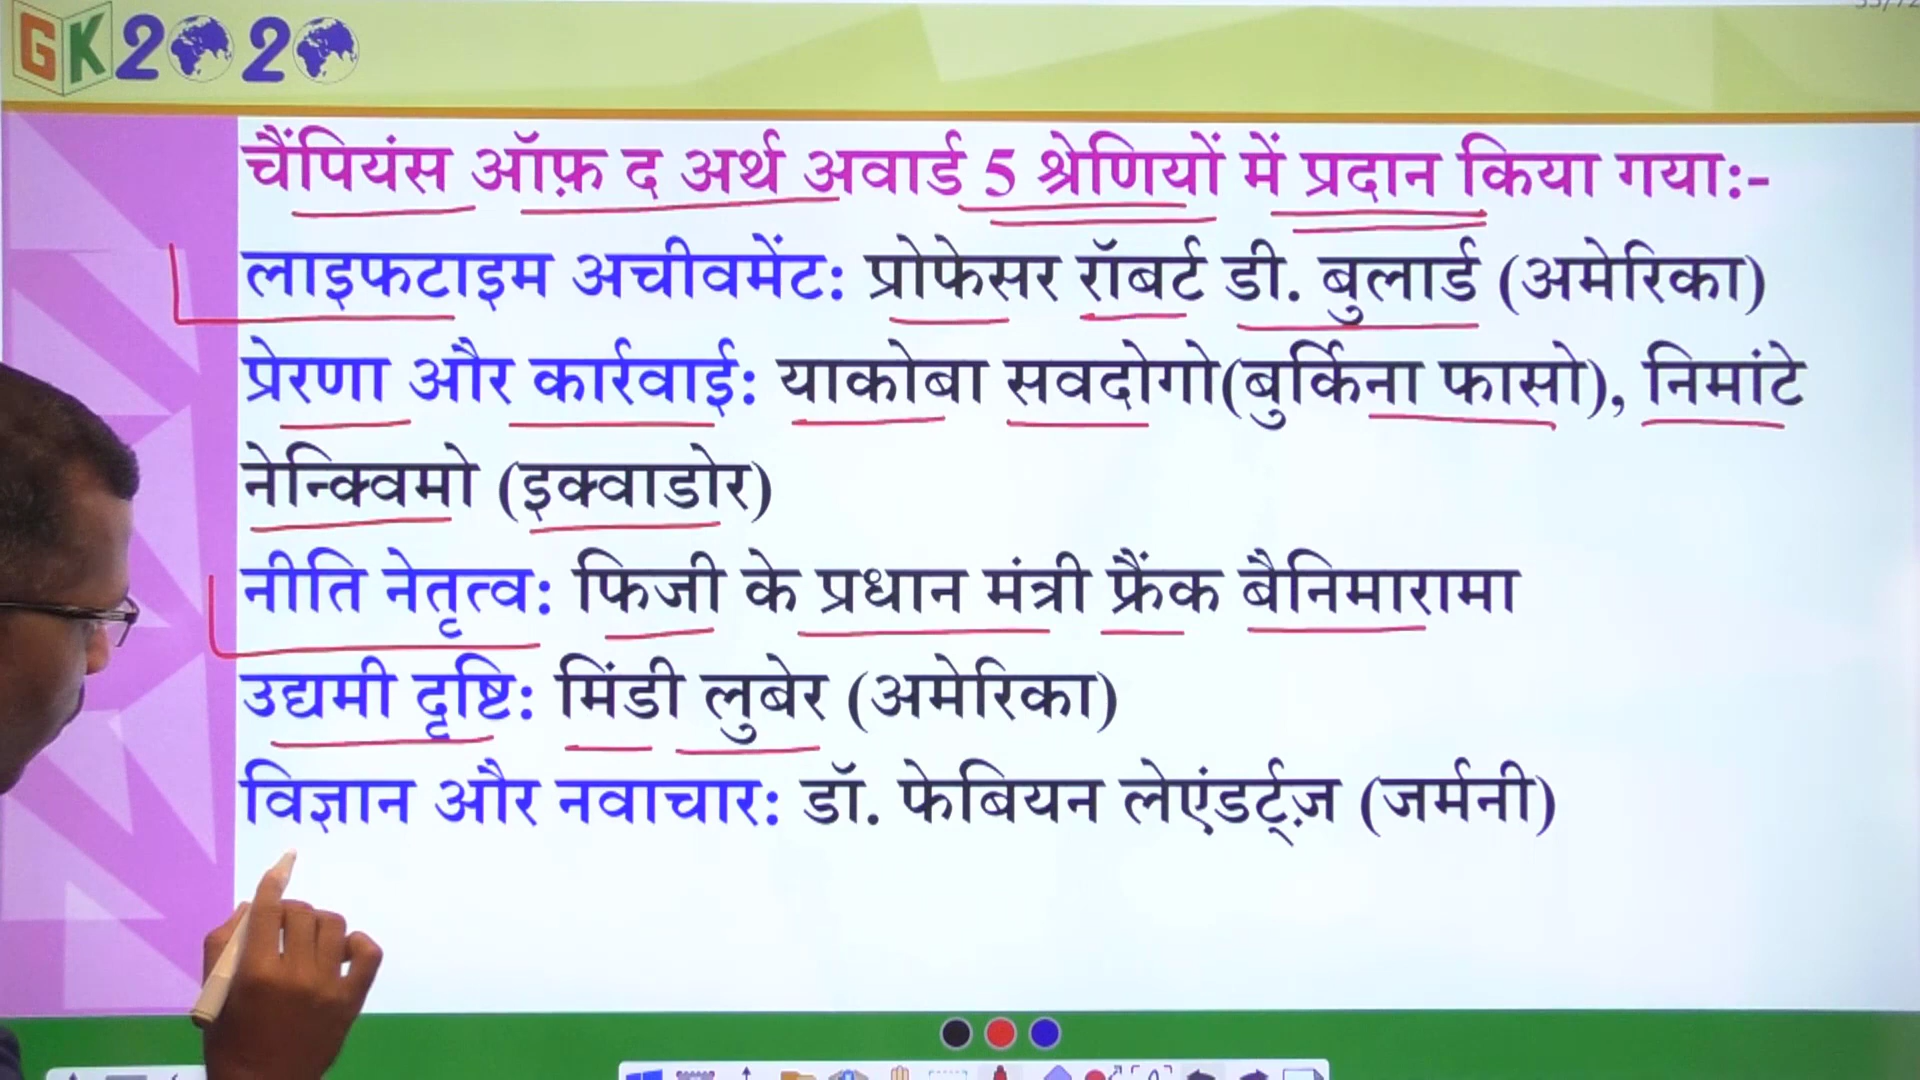 GK2020
चैंपियंस ऑफ़ द अर्थ अवार्ड 5 श्रेणियों में प्रदान किया गया:-
लाइफटाइम अचीवमेंट: प्रोफेसर रॉबर्ट डी. बुलार्ड (अमेरिका)
प्रेरणा और कार्रवाई: याकोबा सवदोगो(बुर्किना फासो), निमांटे
नेन्क्विमो (इक्वाडोर)
नीति नेतृत्व: फिजी के प्रधान मंत्री फ्रैंक बैनिमारामा
उद्यमी दृष्टि: मिंडी लुबेर (अमेरिका)
विज्ञान और नवाचार: डॉ. फेबियन लेएंडर्ट्ज़ (जर्मनी)